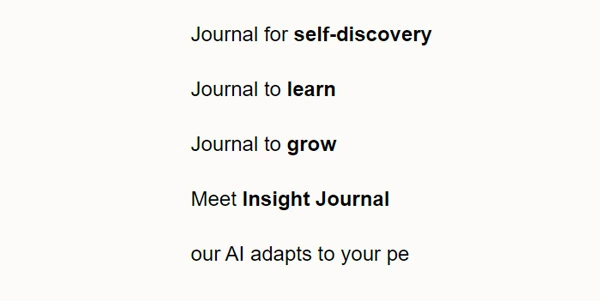 Journal for self-discovery
Journal to learn
Journal to grow
Meet Insight Journal
our AI adapts to your pe